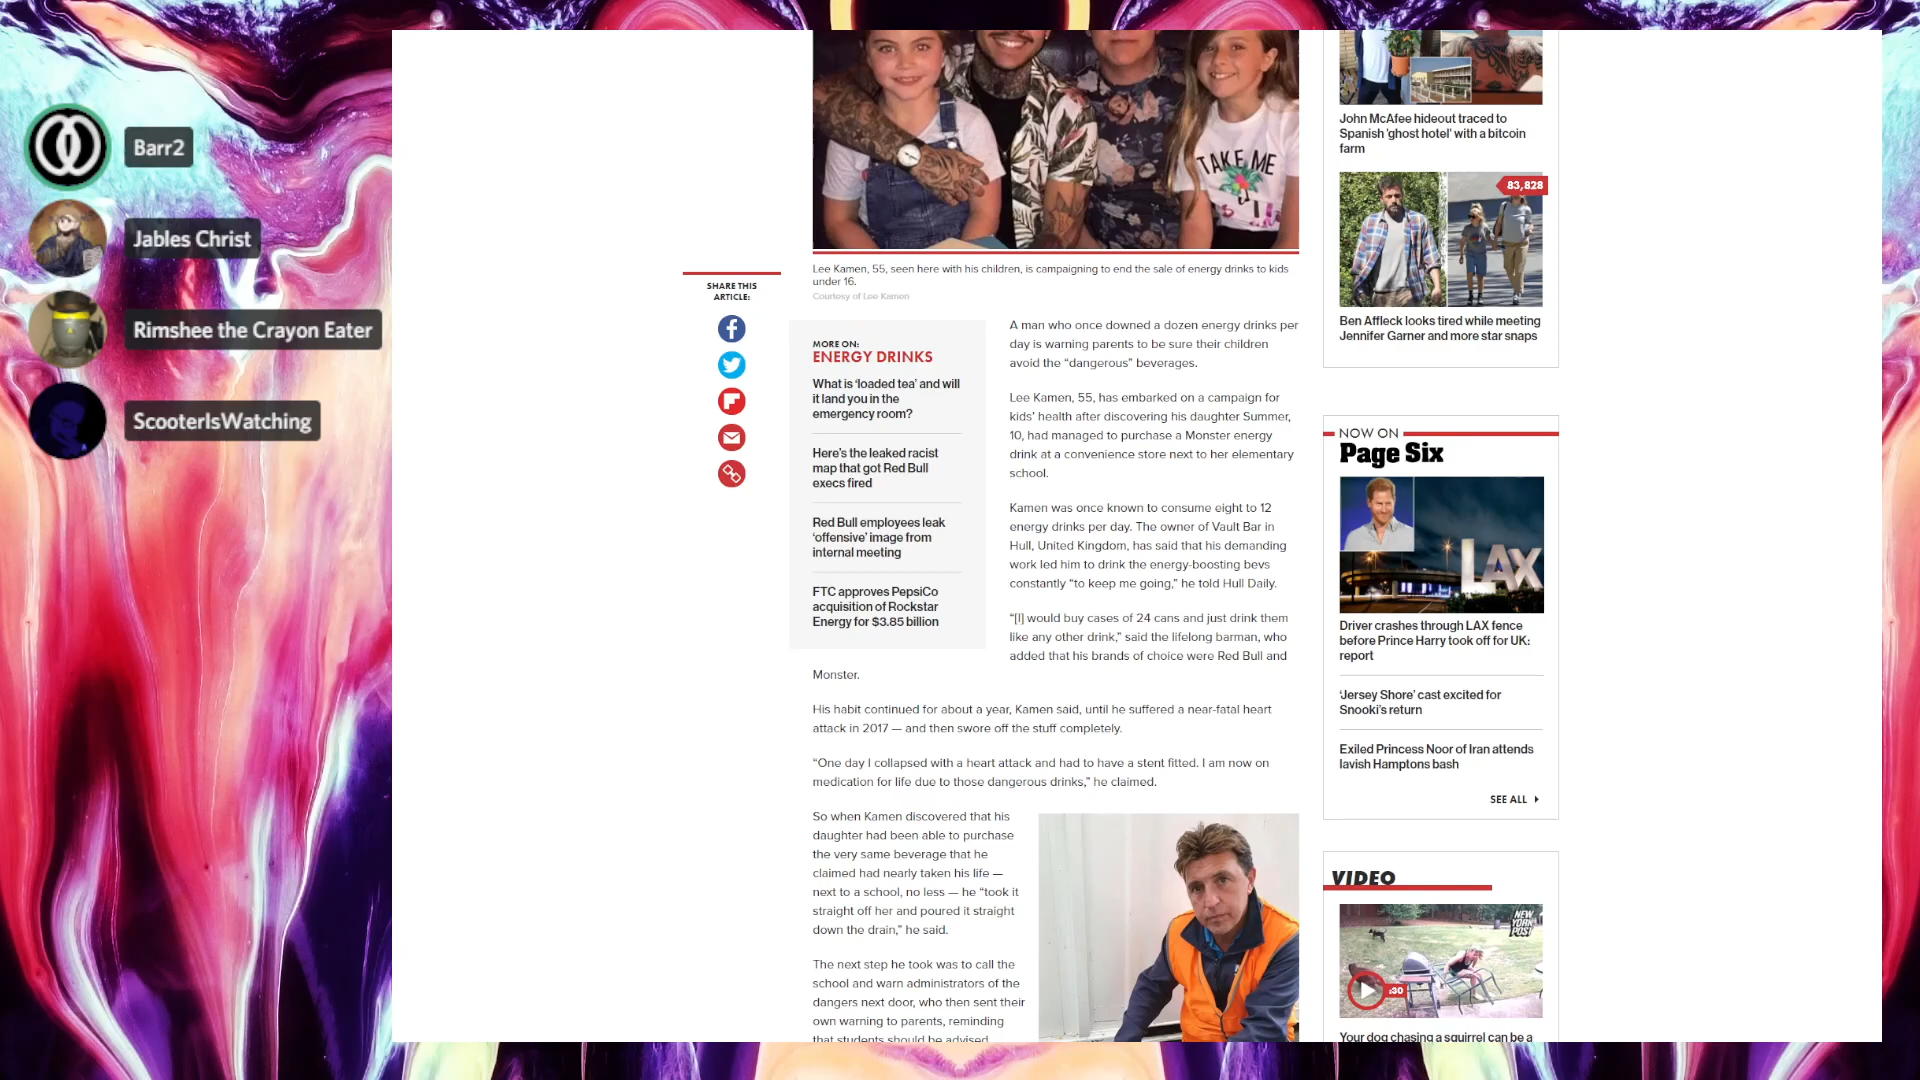 Barr2
Jables Christ
Rimshee the Crayon Eater
ScooterIsWatching
TAKE ME
Lee Kamen, 55, seen here with his children, is campaigning to end the sale of energy drinks to kids
under 16.
Courtesy of Lee Kamen
SHARE THIS
ARTICLE:
MORE ON:
ENERGY DRINKS
What is ‘loaded tea’ and will
it land you in the
emergency room?
Here’s the leaked racist
map that got Red Bull
execs fired
Red Bull employees leak
‘offensive’ image from
internal meeting
FTC approves PepsiCo
acquisition of Rockstar
Energy for $3.85 billion
A man who once downed a dozen energy drinks per
day is warning parents to be sure their children
avoid the “dangerous” beverages.
Lee Kamen, 55, has embarked on a campaign for
kids’ health after discovering his daughter Summer,
10, had managed to purchase a Monster energy
drink at a convenience store next to her elementary
school.
Kamen was once known to consume eight to 12
energy drinks per day. The owner of Vault Bar in
Hull, United Kingdom, has said that his demanding
work led him to drink the energy-boosting bevs
constantly “to keep me going,” he told Hull Daily.
“[I] would buy cases of 24 cans and just drink them
like any other drink,” said the lifelong barman, who
added that his brands of choice were Red Bull and
Monster.
His habit continued for about a year, Kamen said, until he suffered a near-fatal heart
attack in 2017 — and then swore off the stuff completely.
“One day I collapsed with a heart attack and had to have a stent fitted. I am now on
medication for life due to those dangerous drinks,” he claimed.
So when Kamen discovered that his
daughter had been able to purchase
the very same beverage that he
claimed had nearly taken his life —
next to a school, no less — he “took it
straight off her and poured it straight
down the drain,” he said.
The next step he took was to call the
school and warn administrators of the
dangers next door, who then sent their
own warning to parents, reminding
that students should be advised
John McAfee hideout traced to
Spanish ‘ghost hotel’ with a bitcoin
farm
83,828
Ben Affleck looks tired while meeting
Jennifer Garner and more star snaps
NOW ON
Page Six
LAX
Driver crashes through LAX fence
before Prince Harry took off for UK:
report
‘Jersey Shore’ cast excited for
Snooki’s return
Exiled Princess Noor of Iran attends
lavish Hamptons bash
SEE ALL
VIDEO
NEW
YORK
POST
:30
Your dog chasing a squirrel can be a